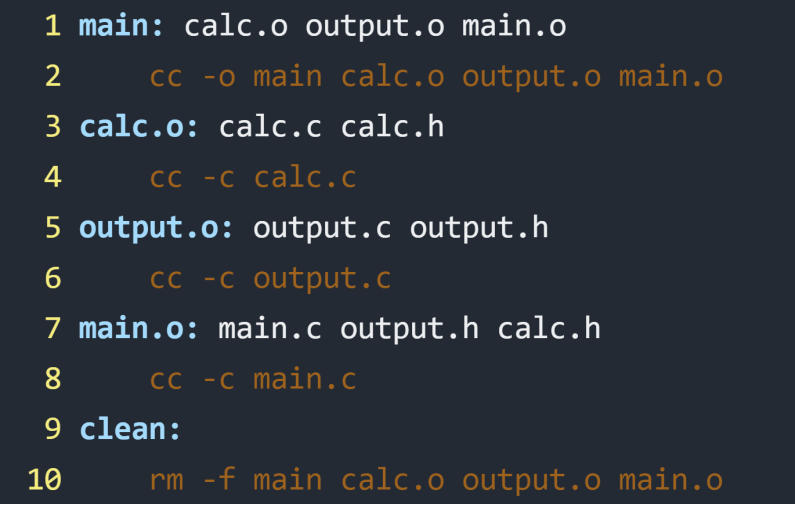 1 main: calc.o output.o main.o
2 cc -o main calc.o output.o main.o
3 calc.o: calc.c calc.h
4 cc -c calc.c
5 output.o: output.c output.h
6 cc -c output.c
7 main.o: main.c output.h calc.h
8 cc -c main.c
9 clean:
10 rm -f main calc.o output.o main.o